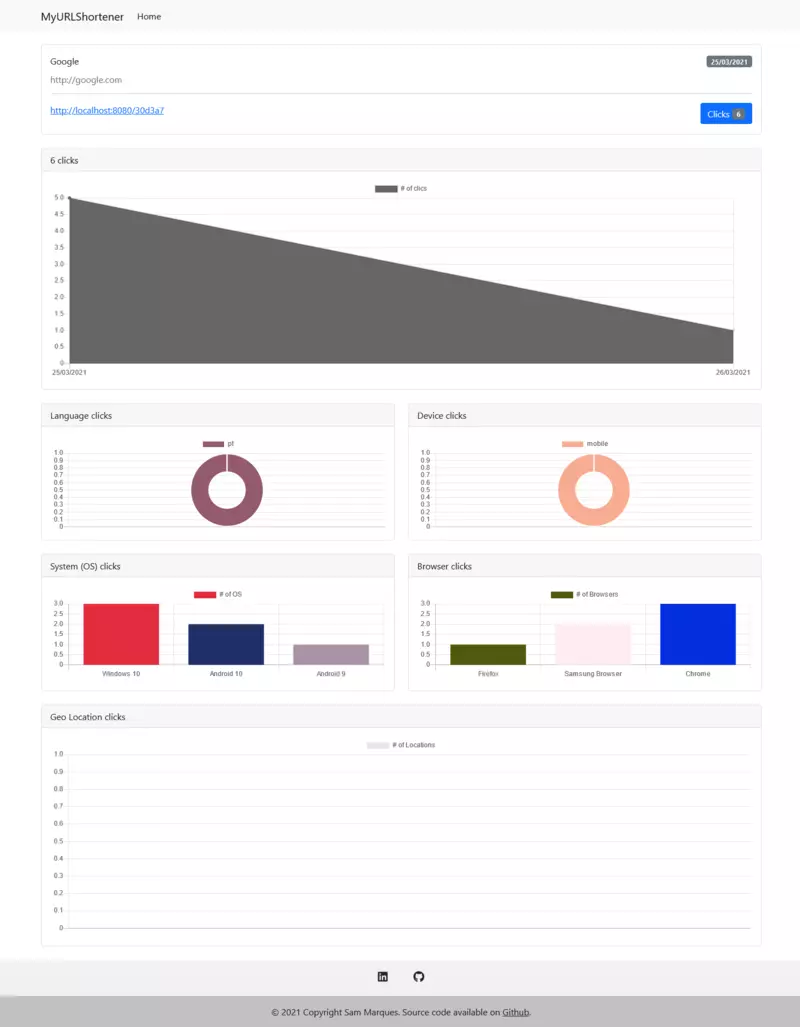 MyURLShortener Home
Google 25/03/2021
http://google.com
http://localhost:8080/30d3a7 Clicks 6
6 clicks
# of clics
5.0
4.5
4.0
3.5
3.0
2.5
2.0
1.5
1.0
0.5
0
25/03/2021 26/03/2021
Language clicks
pt
1.0
0.9
0.8
0.7
0.6
0.5
0.4
0.3
0.2
0.1
0
Device clicks
mobile
1.0
0.9
0.8
0.7
0.6
0.5
0.4
0.3
0.2
0.1
0
System (OS) clicks
# of OS
3.0
2.5
2.0
1.5
1.0
0.5
0
Windows 10 Android 10 Android 9
Browser clicks
# of Browsers
3.0
2.5
2.0
1.5
1.0
0.5
0
Firefox Samsung Browser Chrome
Geo Location clicks
# of Locations
1.0
0.9
0.8
0.7
0.6
0.5
0.4
0.3
0.2
0.1
0
in
© 2021 Copyright Sam Marques. Source code available on Github.